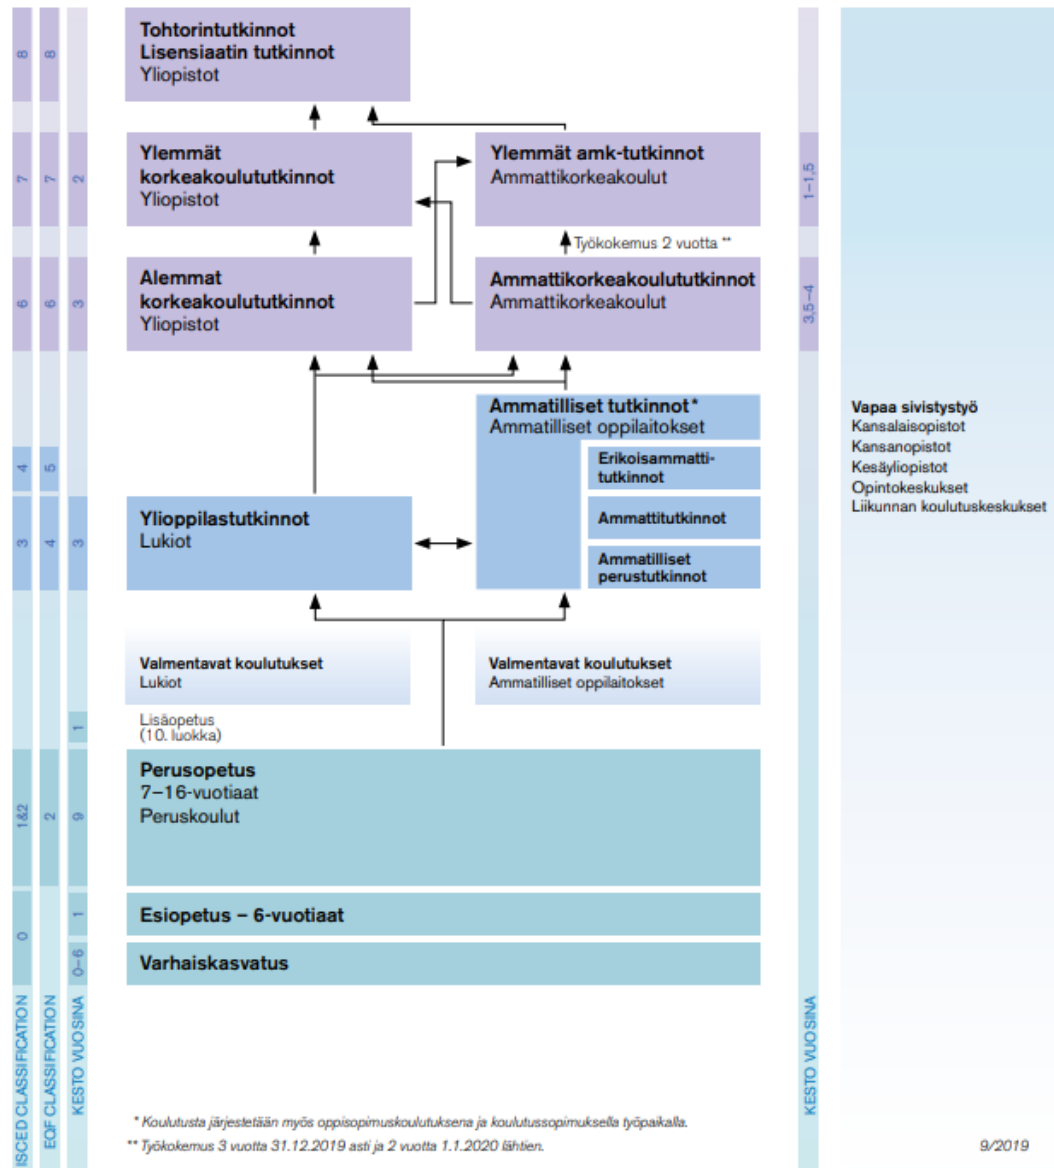 Tohtorintutkinnot
Lisensiaatin tutkinnot
Yliopistot
8
8
Ylemmät
korkeakoulututkinnot
Yliopistot
Ylemmät amk-tutkinnot
Ammattikorkeakoulut
7
7
2
1–1,5
Työkokemus 2 vuotta **
Alemmat
korkeakoulututkinnot
Yliopistot
Ammattikorkeakoulututkinnot
Ammattikorkeakoulut
6
6
3
3,5–4
Ammatilliset tutkinnot *
Ammatilliset oppilaitokset
Erikoisammatti-
tutkinnot
Ammattitutkinnot
Ammatilliset
perustutkinnot
4
5
Ylioppilastutkinnot
Lukiot
3
4
3
Valmentavat koulutukset
Lukiot
Valmentavat koulutukset
Ammatilliset oppilaitokset
Lisäopetus
(10. luokka)
1
Perusopetus
7–16-vuotiaat
Peruskoulut
1&2
2
9
Esiopetus – 6-vuotiaat
1
0
Varhaiskasvatus
0–6
ISCED CLASSIFICATION
EQF CLASSIFICATION
KESTO VUOSINA
KESTO VUOSINA
Vapaa sivistystyö
Kansalaisopistot
Kansanopistot
Kesäyliopistot
Opintokeskukset
Liikunnan koulutuskeskukset
* Koulutusta järjestetään myös oppisopimuskoulutuksena ja koulutussopimuksella työpaikalla.
** Työkokemus 3 vuotta 31.12.2019 asti ja 2 vuotta 1.1.2020 lähtien.
9/2019